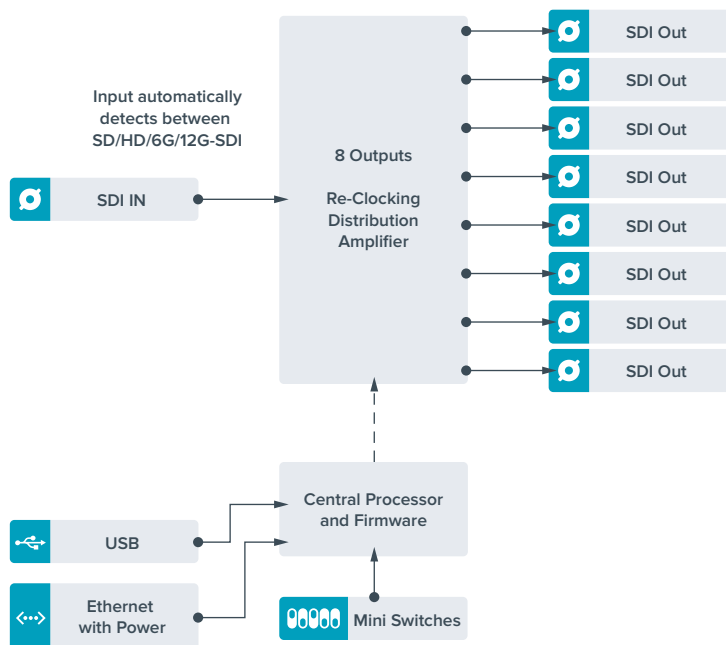 Input automatically
detects between
SD/HD/6G/12G-SDI
SDI IN
8 Outputs
Re-Clocking
Distribution
Amplifier
SDI Out
SDI Out
SDI Out
SDI Out
SDI Out
SDI Out
SDI Out
SDI Out
Central Processor
and Firmware
USB
Ethernet
with Power
Mini Switches